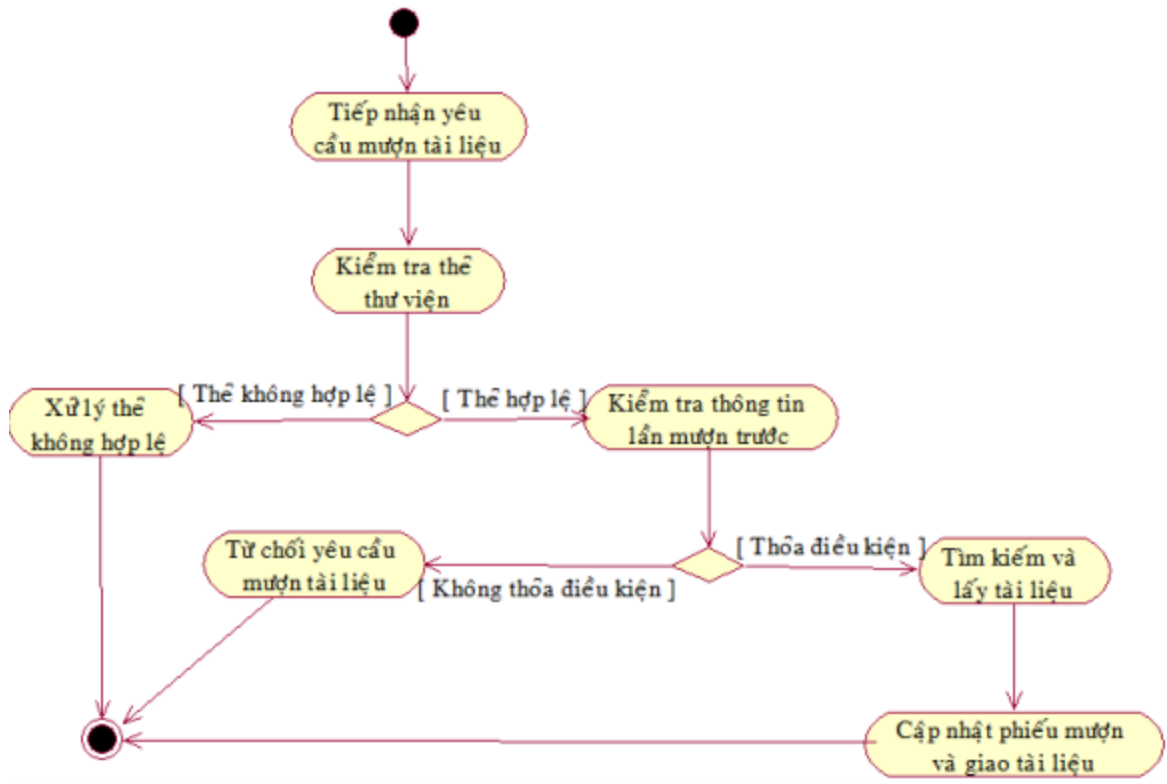 Tiếp nhận yêu
cầu mượn tài liệu
Kiểm tra thẻ
thư viện
[ Thẻ không hợp lệ ]
[ Thẻ hợp lệ ]
Xử lý thẻ
không hợp lệ
Kiểm tra thông tin
lần mượn trước
Từ chối yêu cầu
mượn tài liệu
[ Không thỏa điều kiện ]
[ Thỏa điều kiện ]
Tìm kiếm và
lấy tài liệu
Cập nhật phiếu mượn
và giao tài liệu